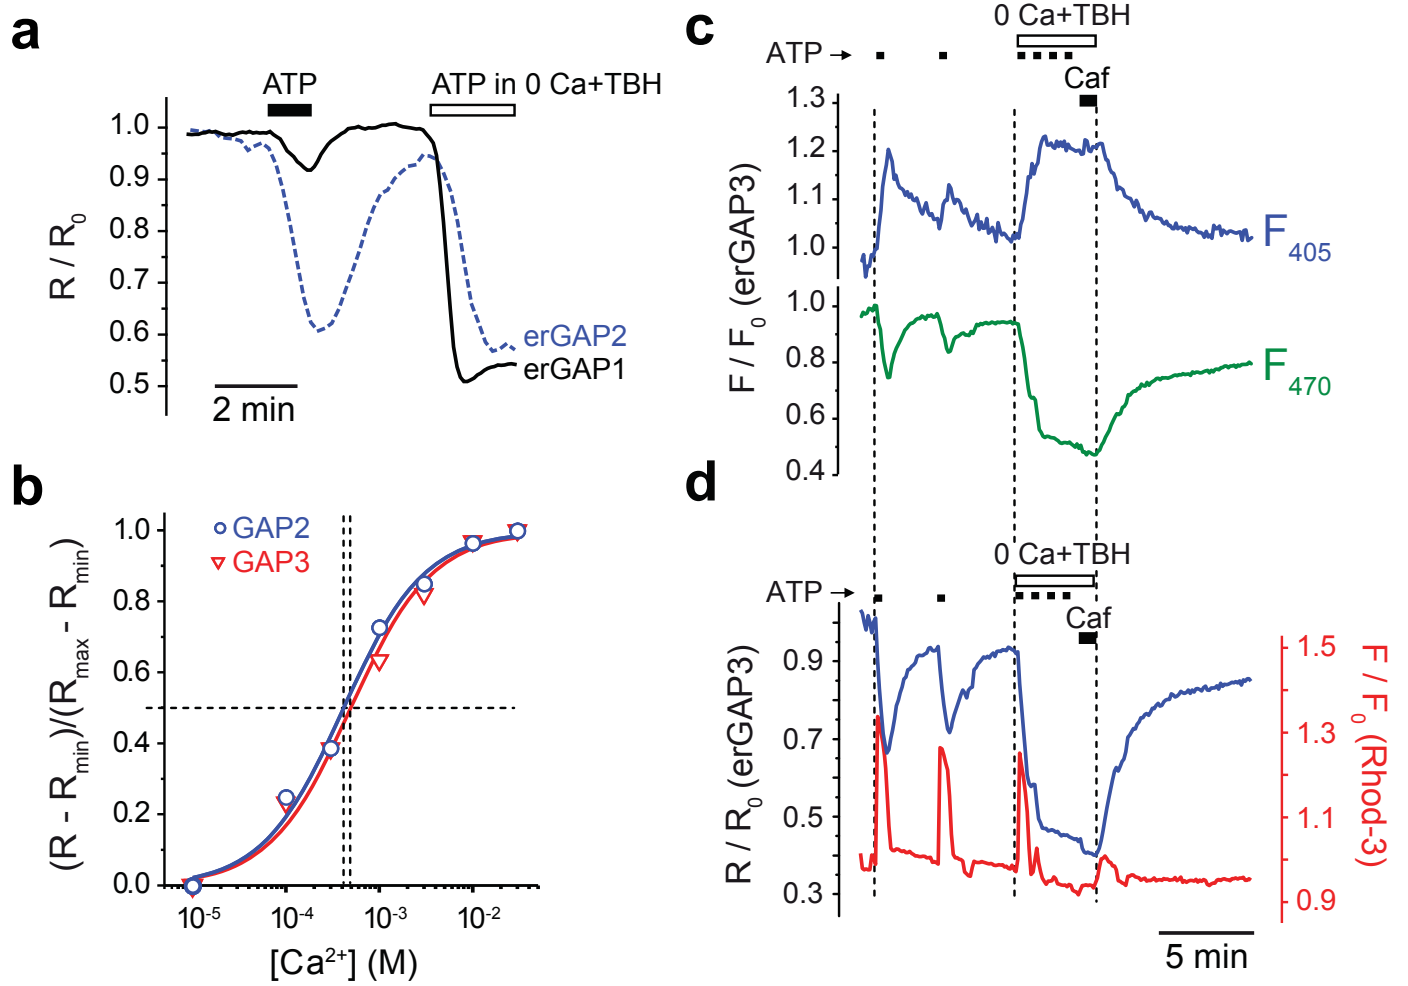 a
ATP
ATP in 0 Ca+TBH
1.0
0.9
0.8
0.7
0.6
0.5
R / R0
erGAP2
erGAP1
2 min
b
GAP2
GAP3
1.0
0.8
0.6
0.4
0.2
0.0
(R - Rmin)/(Rmax - Rmin)
10-5
10-4
10-3
10-2
[Ca2+] (M)
c
0 Ca+TBH
ATP →
Caf
1.3
1.2
1.1
1.0
1.0
0.8
0.6
0.4
F / F0 (erGAP3)
F405
F470
d
0 Ca+TBH
ATP →
Caf
0.9
0.7
0.5
0.3
R / R0 (erGAP3)
1.5
1.3
1.1
0.9
F / F0 (Rhod-3)
5 min